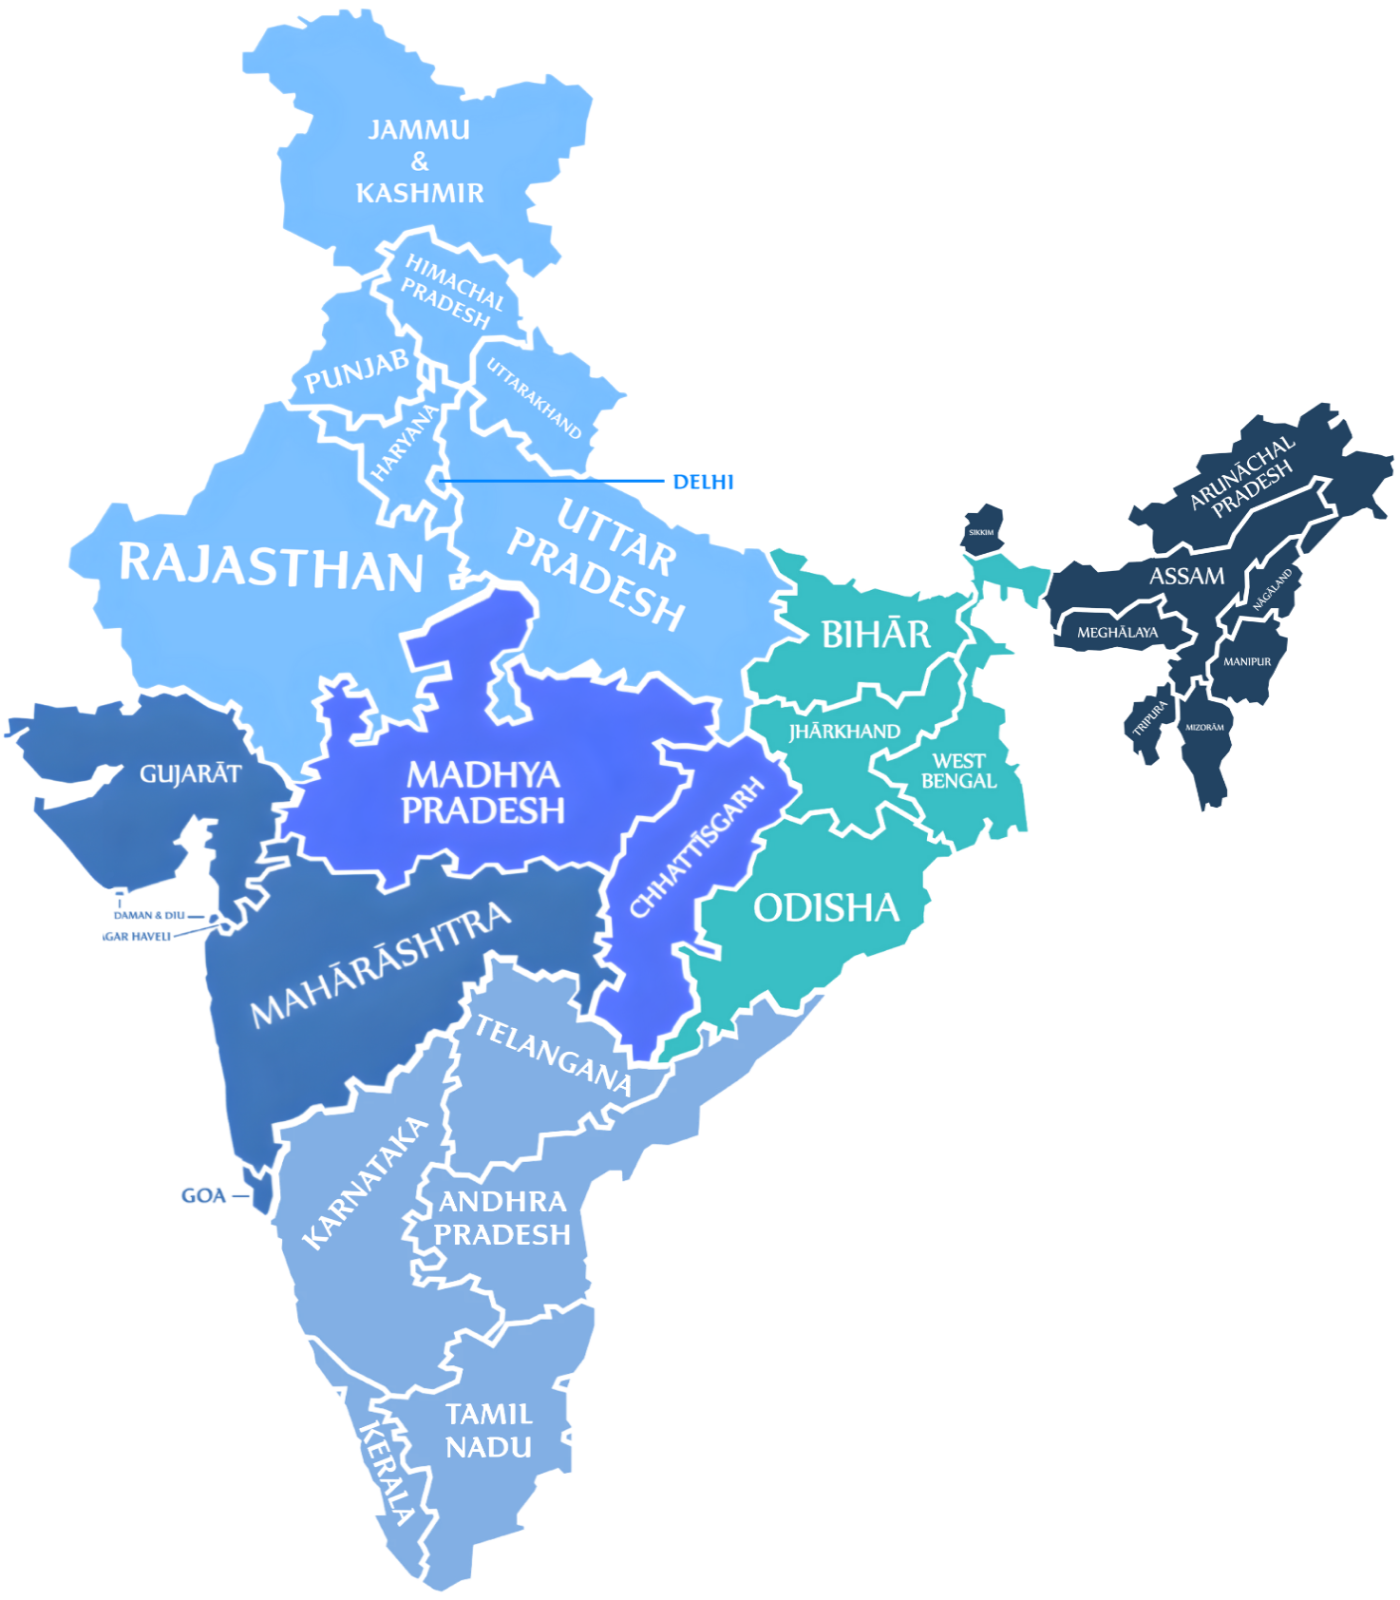 JAMMU
&
KASHMIR
HIMACHAL
PRADESH
PUNJAB
UTTARAKHAND
HARYANA
DELHI
RAJASTHAN
UTTAR
PRADESH
SIKKIM
ARUNĀCHAL
PRADESH
ASSAM
NĀGĀLAND
MEGHĀLAYA
MANIPUR
TRIPURA
MIZORĀM
BIHĀR
JHĀRKHAND
WEST
BENGAL
GUJARĀT
MADHYA
PRADESH
CHHATTĪSGARH
ODISHA
DAMAN & DIU
GAR HAVELI
MAHĀRĀSHTRA
TELANGANA
GOA
KARNATAKA
ANDHRA
PRADESH
TAMIL
NADU
KERALA